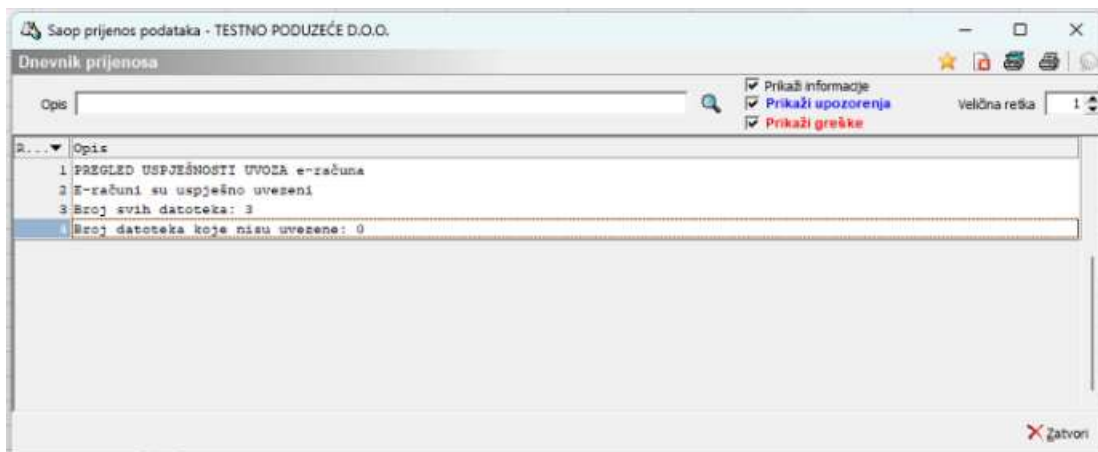 Saop prijenos podataka - TESTNO PODUZEĆE D.O.O.
Dnevnik prijenosa
Opis
Prikaži informacije
Prikaži upozorenja
Prikaži greške
Veličina retka 1
R... Opis
1 PREGLED USPJEŠNOSTI UVOZA e-računa
2 E-računi su uspješno uvezeni
3 Broj svih datoteka: 3
4 Broj datoteka koje nisu uvezene: 0
Zatvori